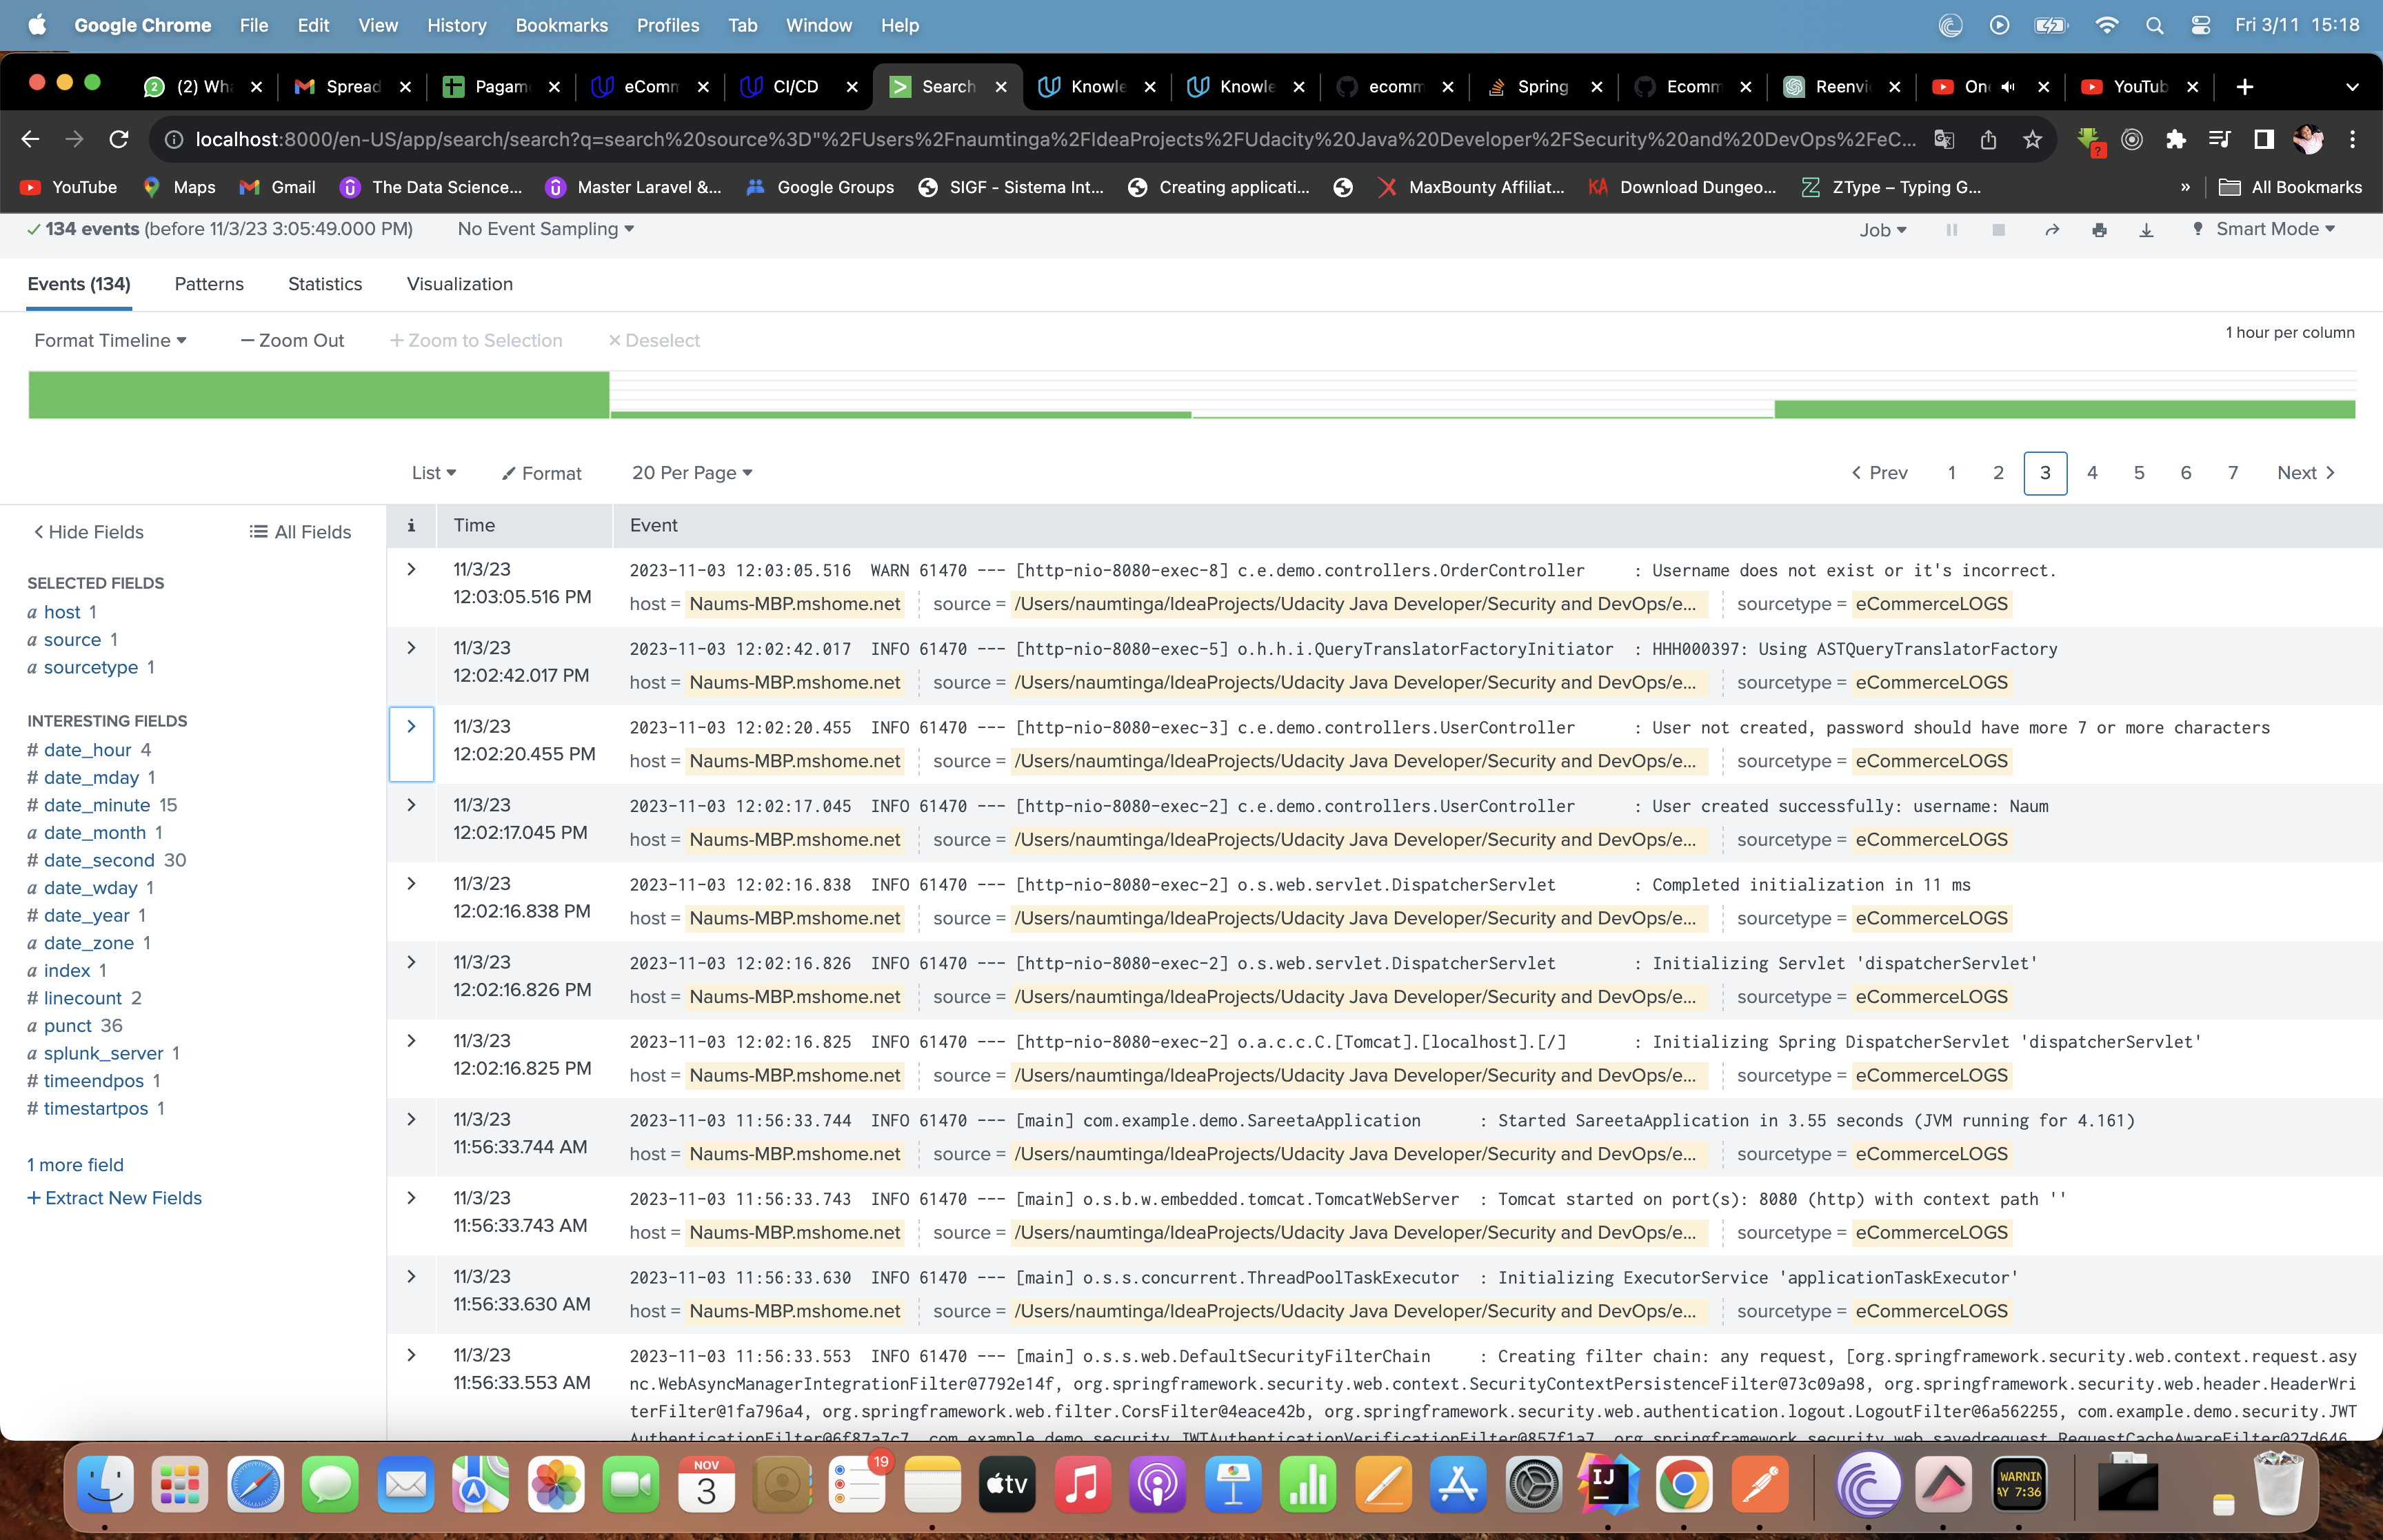 Google Chrome File Edit View History Bookmarks Profiles Tab Window Help Fri 3/11 15:18
(2) Wha Spread Pagam eComm CI/CD Search Knowle Knowle ecomm Spring Ecomm Reenvi On YouTub
localhost:8000/en-US/app/search/search?q=search%20source%3D"%2FUsers%2Fnaumtinga%2FIdeaProjects%2FUdacity%20Java%20Developer%2FSecurity%20and%20DevOps%2FeC...
YouTube Maps Gmail The Data Science... Master Laravel &... Google Groups SIGF - Sistema Int... Creating applicati... MaxBounty Affiliat... Download Dungeo... ZType – Typing G... » All Bookmarks
134 events (before 11/3/23 3:05:49.000 PM) No Event Sampling Job Smart Mode
Events (134) Patterns Statistics Visualization
Format Timeline — Zoom Out + Zoom to Selection × Deselect 1 hour per column
List Format 20 Per Page < Prev 1 2 3 4 5 6 7 Next >
< Hide Fields All Fields
SELECTED FIELDS
a host 1
a source 1
a sourcetype 1
INTERESTING FIELDS
# date_hour 4
# date_mday 1
# date_minute 15
a date_month 1
# date_second 30
a date_wday 1
# date_year 1
a date_zone 1
a index 1
# linecount 2
a punct 36
a splunk_server 1
# timeendpos 1
# timestartpos 1
1 more field
+ Extract New Fields
i Time Event
11/3/23 2023-11-03 12:03:05.516 WARN 61470 --- [http-nio-8080-exec-8] c.e.demo.controllers.OrderController : Username does not exist or it's incorrect.
12:03:05.516 PM host = Naums-MBP.mshome.net source = /Users/naumtinga/IdeaProjects/Udacity Java Developer/Security and DevOps/e... sourcetype = eCommerceLOGS
11/3/23 2023-11-03 12:02:42.017 INFO 61470 --- [http-nio-8080-exec-5] o.h.h.i.QueryTranslatorFactoryInitiator : HHH000397: Using ASTQueryTranslatorFactory
12:02:42.017 PM host = Naums-MBP.mshome.net source = /Users/naumtinga/IdeaProjects/Udacity Java Developer/Security and DevOps/e... sourcetype = eCommerceLOGS
11/3/23 2023-11-03 12:02:20.455 INFO 61470 --- [http-nio-8080-exec-3] c.e.demo.controllers.UserController : User not created, password should have more 7 or more characters
12:02:20.455 PM host = Naums-MBP.mshome.net source = /Users/naumtinga/IdeaProjects/Udacity Java Developer/Security and DevOps/e... sourcetype = eCommerceLOGS
11/3/23 2023-11-03 12:02:17.045 INFO 61470 --- [http-nio-8080-exec-2] c.e.demo.controllers.UserController : User created successfully: username: Naum
12:02:17.045 PM host = Naums-MBP.mshome.net source = /Users/naumtinga/IdeaProjects/Udacity Java Developer/Security and DevOps/e... sourcetype = eCommerceLOGS
11/3/23 2023-11-03 12:02:16.838 INFO 61470 --- [http-nio-8080-exec-2] o.s.web.servlet.DispatcherServlet : Completed initialization in 11 ms
12:02:16.838 PM host = Naums-MBP.mshome.net source = /Users/naumtinga/IdeaProjects/Udacity Java Developer/Security and DevOps/e... sourcetype = eCommerceLOGS
11/3/23 2023-11-03 12:02:16.826 INFO 61470 --- [http-nio-8080-exec-2] o.s.web.servlet.DispatcherServlet : Initializing Servlet 'dispatcherServlet'
12:02:16.826 PM host = Naums-MBP.mshome.net source = /Users/naumtinga/IdeaProjects/Udacity Java Developer/Security and DevOps/e... sourcetype = eCommerceLOGS
11/3/23 2023-11-03 12:02:16.825 INFO 61470 --- [http-nio-8080-exec-2] o.a.c.c.C.[Tomcat].[localhost].[/] : Initializing Spring DispatcherServlet 'dispatcherServlet'
12:02:16.825 PM host = Naums-MBP.mshome.net source = /Users/naumtinga/IdeaProjects/Udacity Java Developer/Security and DevOps/e... sourcetype = eCommerceLOGS
11/3/23 2023-11-03 11:56:33.744 INFO 61470 --- [main] com.example.demo.SareetaApplication : Started SareetaApplication in 3.55 seconds (JVM running for 4.161)
11:56:33.744 AM host = Naums-MBP.mshome.net source = /Users/naumtinga/IdeaProjects/Udacity Java Developer/Security and DevOps/e... sourcetype = eCommerceLOGS
11/3/23 2023-11-03 11:56:33.743 INFO 61470 --- [main] o.s.b.w.embedded.tomcat.TomcatWebServer : Tomcat started on port(s): 8080 (http) with context path ''
11:56:33.743 AM host = Naums-MBP.mshome.net source = /Users/naumtinga/IdeaProjects/Udacity Java Developer/Security and DevOps/e... sourcetype = eCommerceLOGS
11/3/23 2023-11-03 11:56:33.630 INFO 61470 --- [main] o.s.s.concurrent.ThreadPoolTaskExecutor : Initializing ExecutorService 'applicationTaskExecutor'
11:56:33.630 AM host = Naums-MBP.mshome.net source = /Users/naumtinga/IdeaProjects/Udacity Java Developer/Security and DevOps/e... sourcetype = eCommerceLOGS
11/3/23 2023-11-03 11:56:33.553 INFO 61470 --- [main] o.s.s.web.DefaultSecurityFilterChain : Creating filter chain: any request, [org.springframework.security.web.context.request.asy
11:56:33.553 AM nc.WebAsyncManagerIntegrationFilter@7792e14f, org.springframework.security.web.context.SecurityContextPersistenceFilter@73c09a98, org.springframework.security.web.header.HeaderWri
terFilter@1fa796a4, org.springframework.web.filter.CorsFilter@4eace42b, org.springframework.security.web.authentication.logout.LogoutFilter@6a562255, com.example.demo.security.JWT
AuthenticationFilter@6f87a7c7, com.example.demo.security.JWTAuthenticationVerificationFilter@857f1a7, org.springframework.security.web.savedrequest.RequestCacheAwareFilter@27d646
NOV 3 19 tv IJ WARNIN
AY 7:36